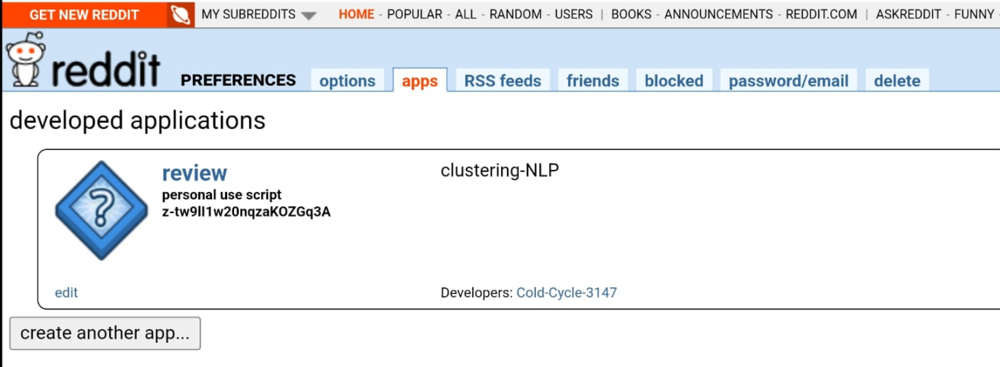 GET NEW REDDIT MY SUBREDDITS HOME - POPULAR - ALL - RANDOM - USERS | BOOKS - ANNOUNCEMENTS - REDDIT.COM | ASKREDDIT - FUNNY -
reddit PREFERENCES options apps RSS feeds friends blocked password/email delete
developed applications
review clustering-NLP
personal use script
z-tw9ll1w20nqzaKOZGq3A
?
edit Developers: Cold-Cycle-3147
create another app...